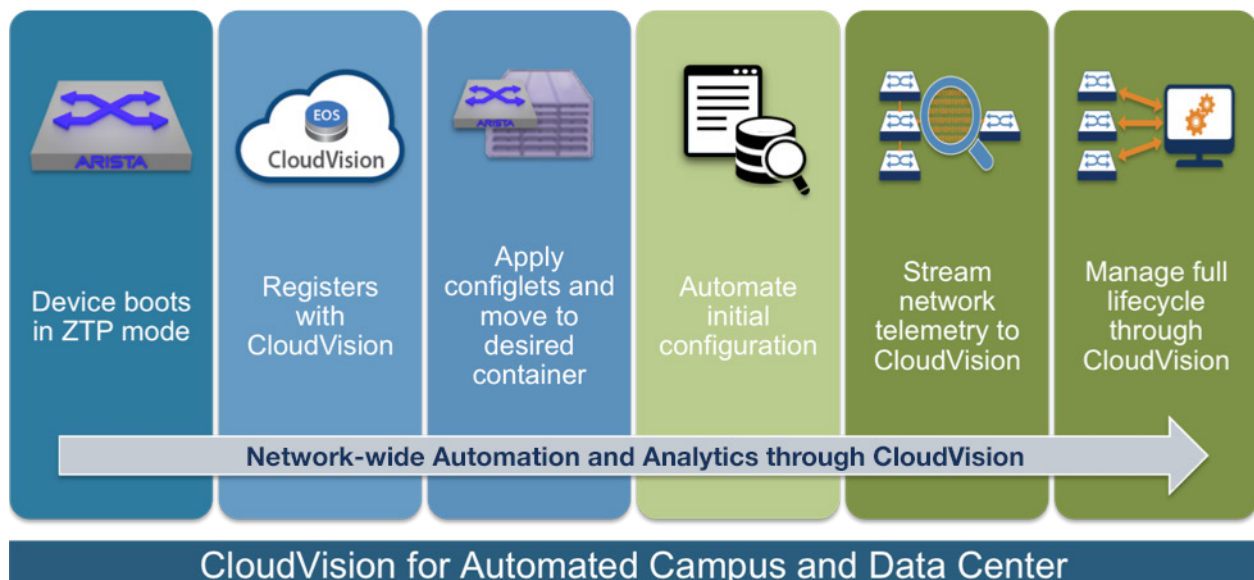 ARISTA
Device boots
in ZTP mode
EOS
CloudVision
Registers
with
CloudVision
ARISTA
Apply
configlets and
move to
desired
container
Automate
initial
configuration
Stream
network
telemetry to
CloudVision
Manage full
lifecycle
through
CloudVision
Network-wide Automation and Analytics through CloudVision
CloudVision for Automated Campus and Data Center